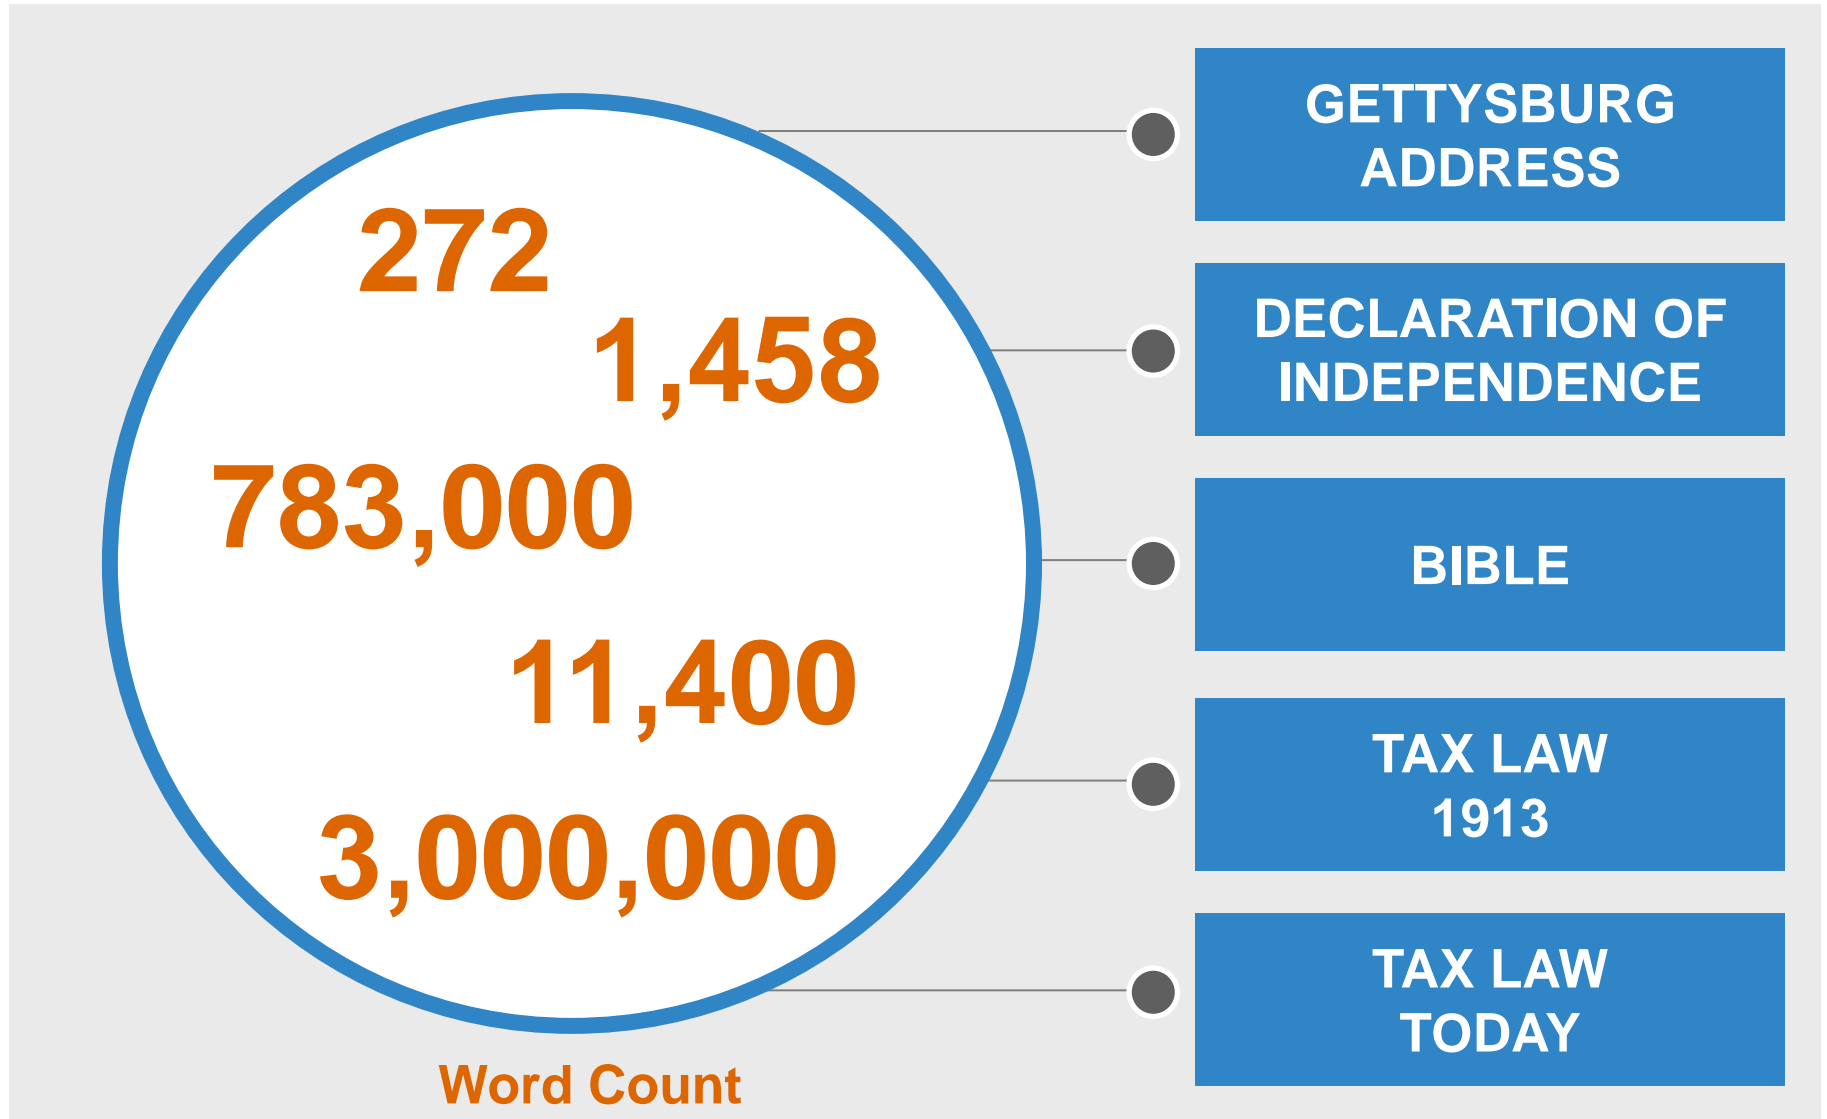 272
1,458
783,000
11,400
3,000,000
Word Count
GETTYSBURG
ADDRESS
DECLARATION OF
INDEPENDENCE
BIBLE
TAX LAW
1913
TAX LAW
TODAY